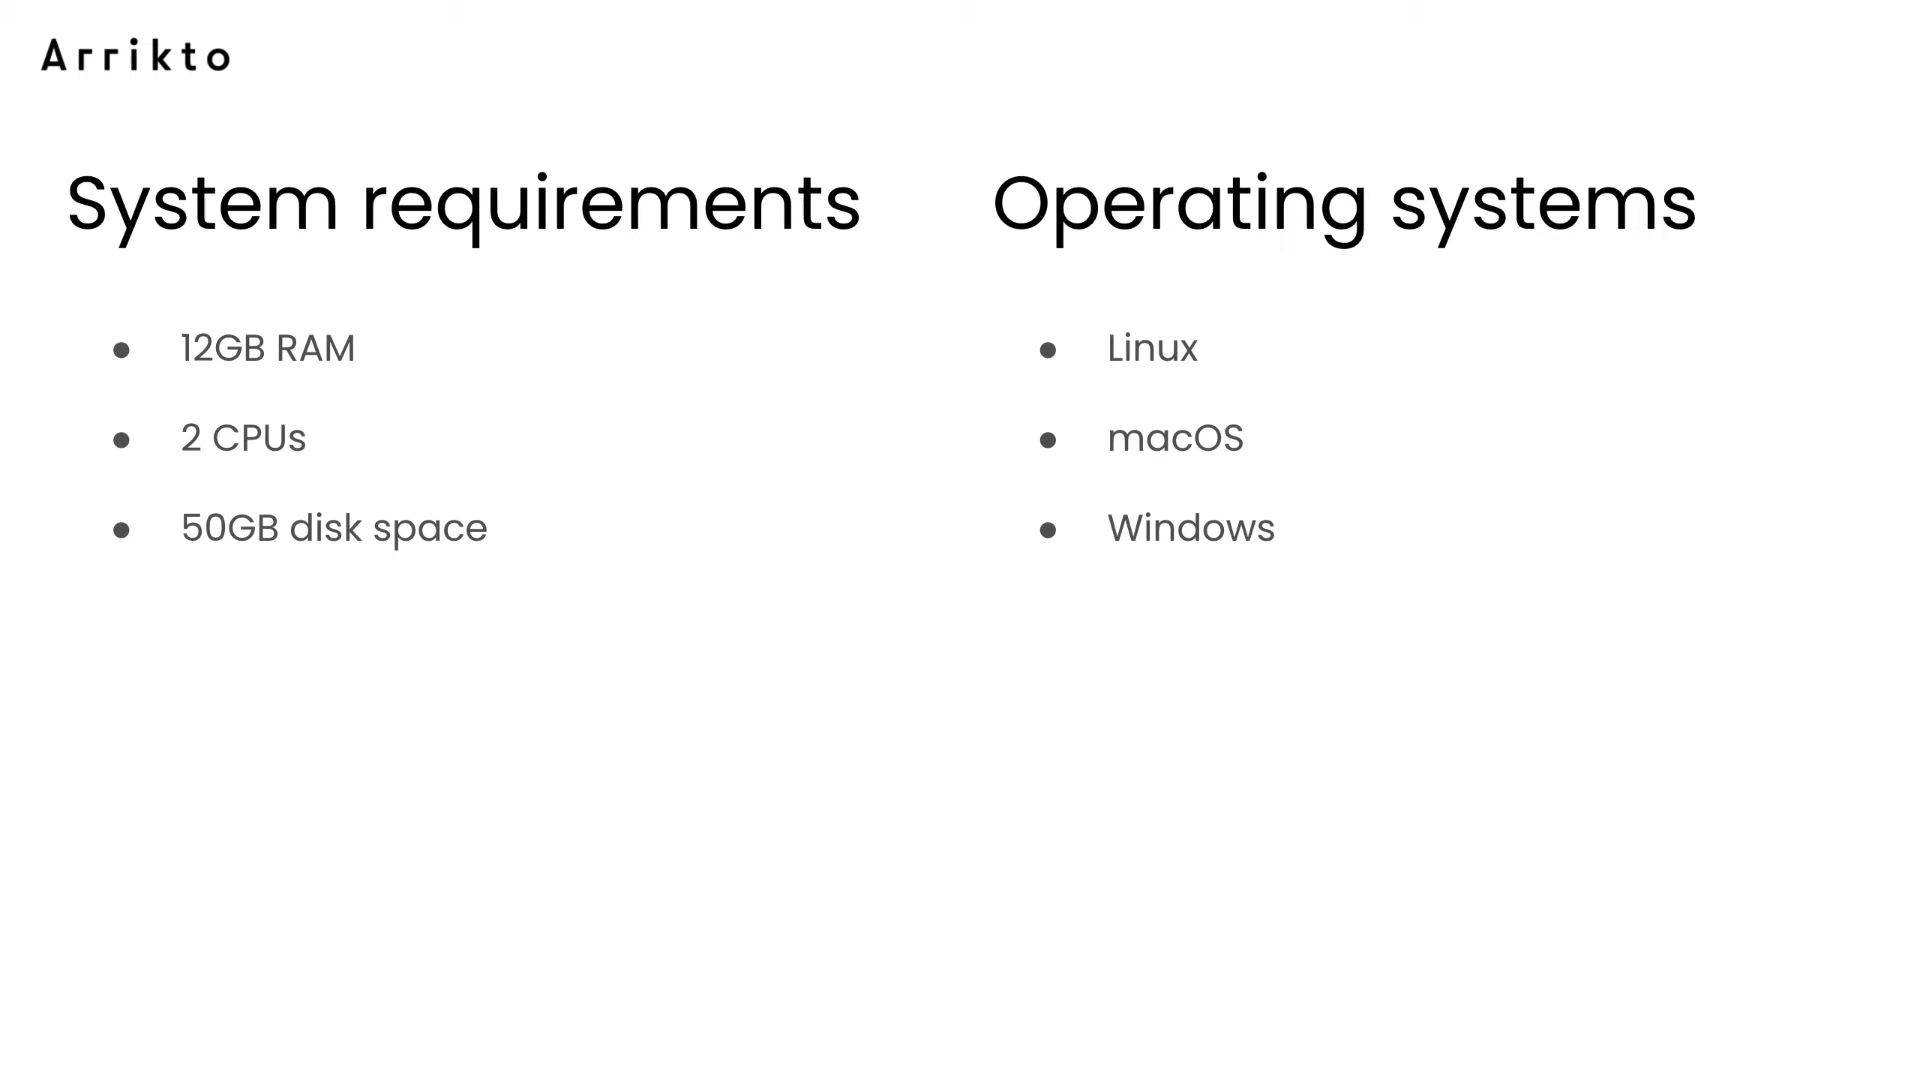 Arrikto
System requirements
● 12GB RAM
● 2 CPUs
● 50GB disk space
Operating systems
● Linux
● macOS
● Windows